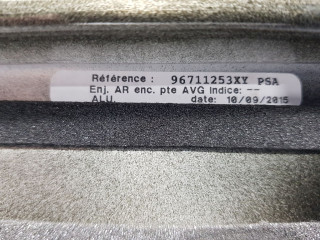 Référence : 96711253XY PSA
Enj. AR enc. pte AVG Indice: --
ALU. date: 10/09/2015